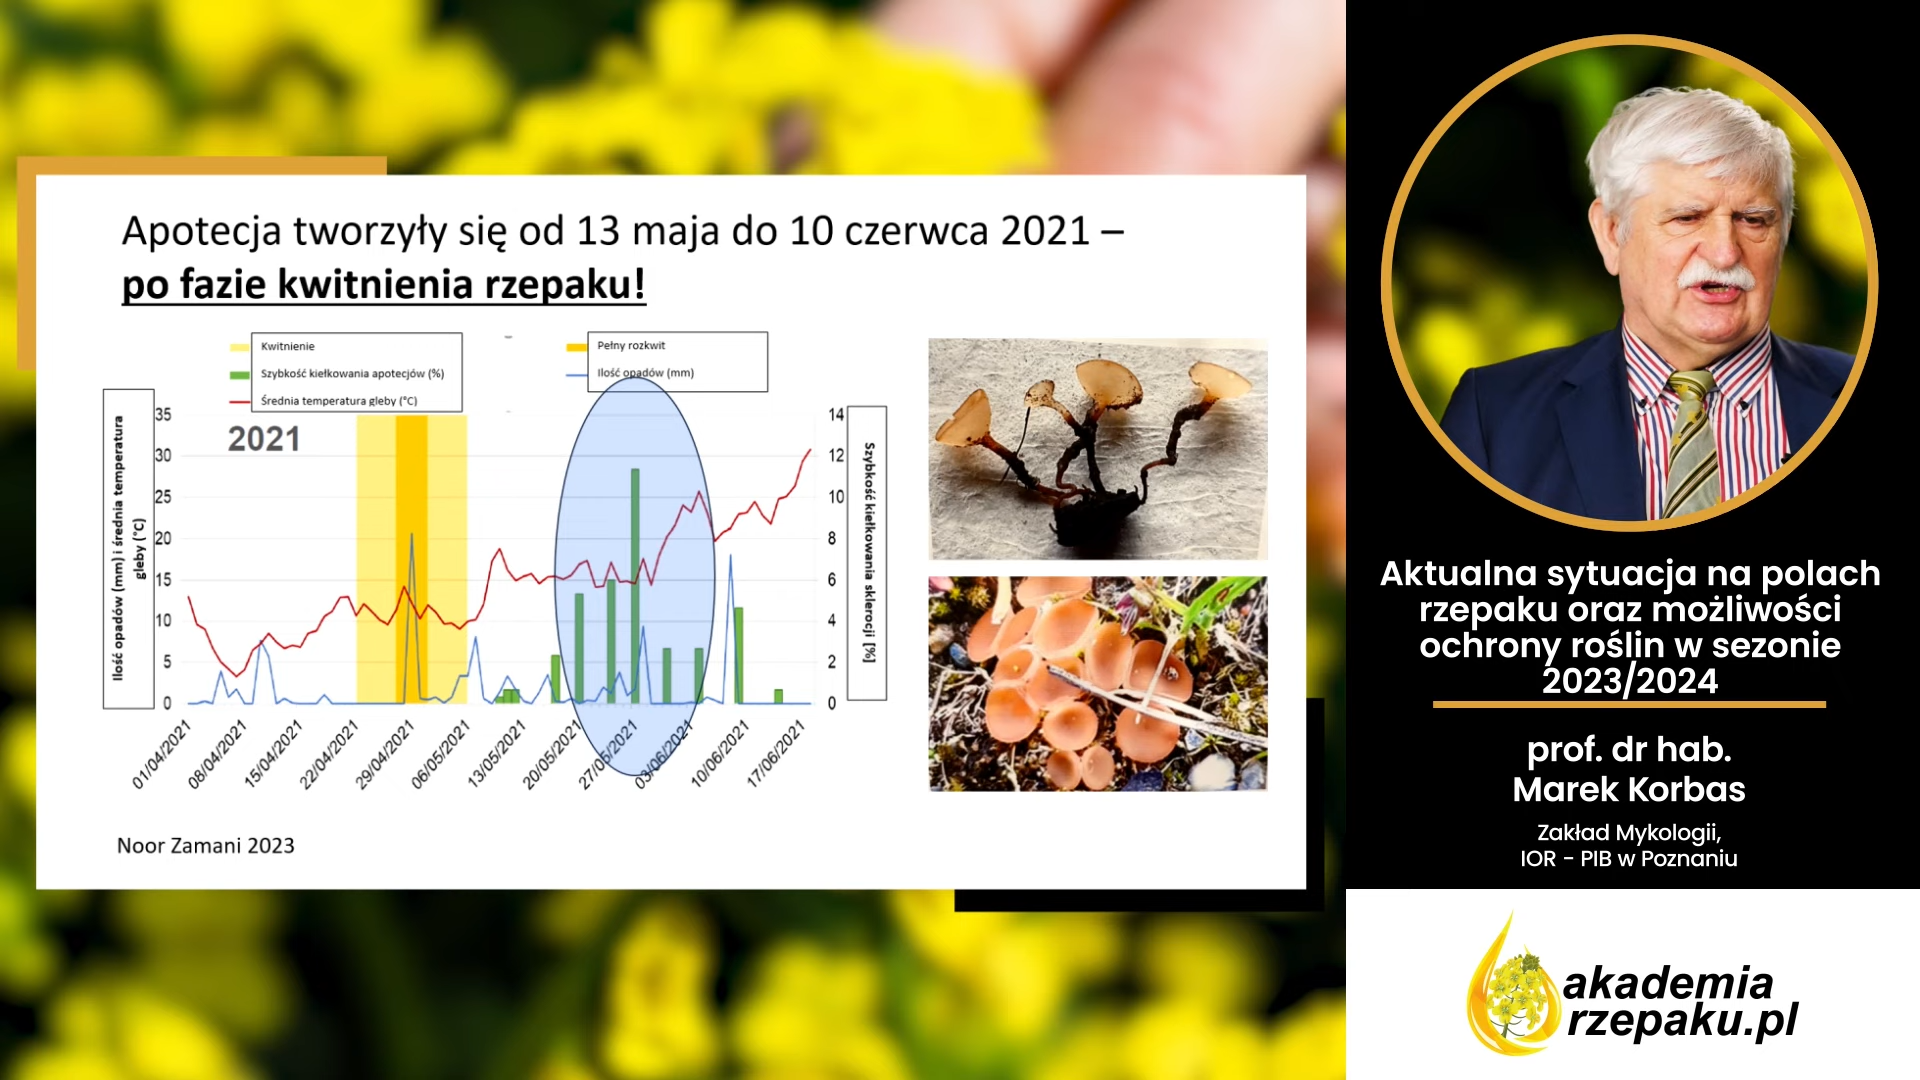 Apotecja tworzyły się od 13 maja do 10 czerwca 2021 –
po fazie kwitnienia rzepaku!
Kwitnienie
Szybkość kiełkowania apotecjów (%)
Średnia temperatura gleby (°C)
Pełny rozkwit
Ilość opadów (mm)
Ilość opadów (mm) i średnia temperatura
gleby (°C)
35
30
25
20
15
10
5
0
2021
14
12
10
8
6
4
2
0
Szybkość kiełkowania sklerocji [%]
01/04/2021
08/04/2021
15/04/2021
22/04/2021
29/04/2021
06/05/2021
13/05/2021
20/05/2021
27/05/2021
03/06/2021
10/06/2021
17/06/2021
Noor Zamani 2023
Aktualna sytuacja na polach
rzepaku oraz możliwości
ochrony roślin w sezonie
2023/2024
prof. dr hab.
Marek Korbas
Zakład Mykologii,
IOR - PIB w Poznaniu
akademia
rzepaku.pl